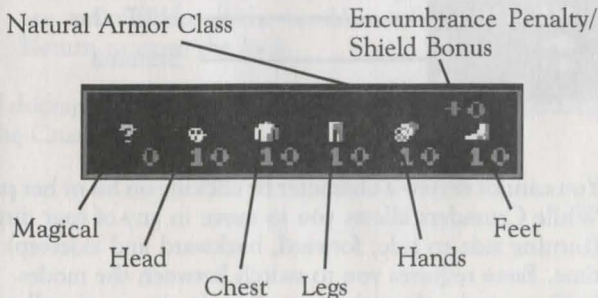 Natural Armor Class
Encumbrance Penalty/
Shield Bonus
+0
0 10 10 10 10 10
Magical
Head
Chest
Legs
Hands
Feet